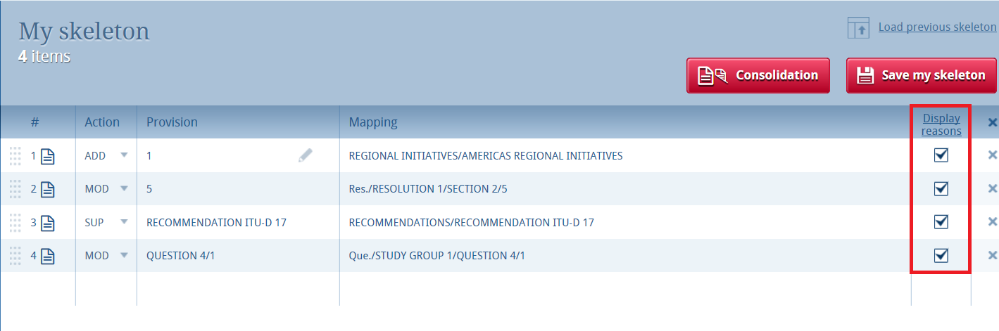 My skeleton
4 items
Load previous skeleton
Consolidation
Save my skeleton
# Action Provision Mapping Display reasons
1 ADD 1 REGIONAL INITIATIVES/AMERICAS REGIONAL INITIATIVES
2 MOD 5 Res./RESOLUTION 1/SECTION 2/5
3 SUP RECOMMENDATION ITU-D 17 RECOMMENDATIONS/RECOMMENDATION ITU-D 17
4 MOD QUESTION 4/1 Que./STUDY GROUP 1/QUESTION 4/1